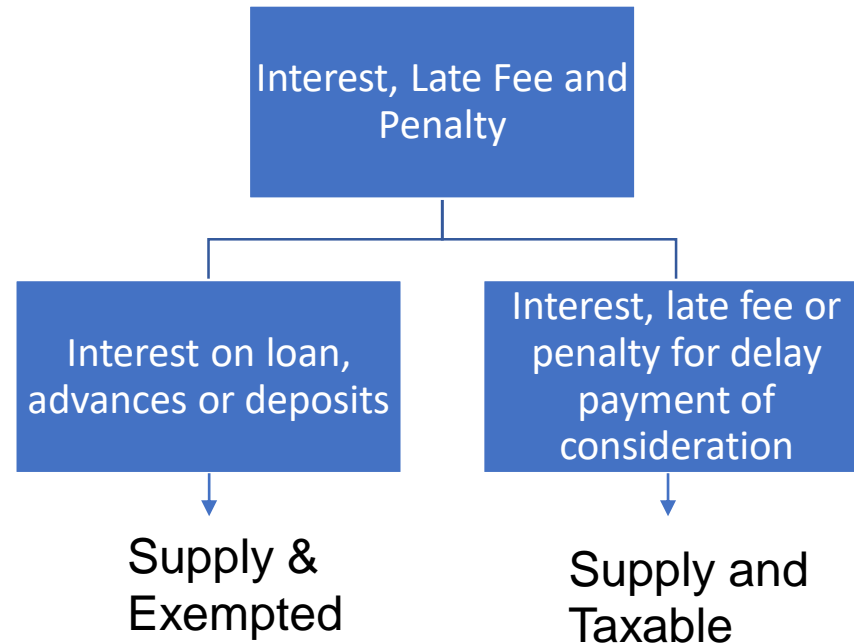 Interest, Late Fee and
Penalty
Interest on loan,
advances or deposits
Interest, late fee or
penalty for delay
payment of
consideration
Supply &
Exempted
Supply and
Taxable